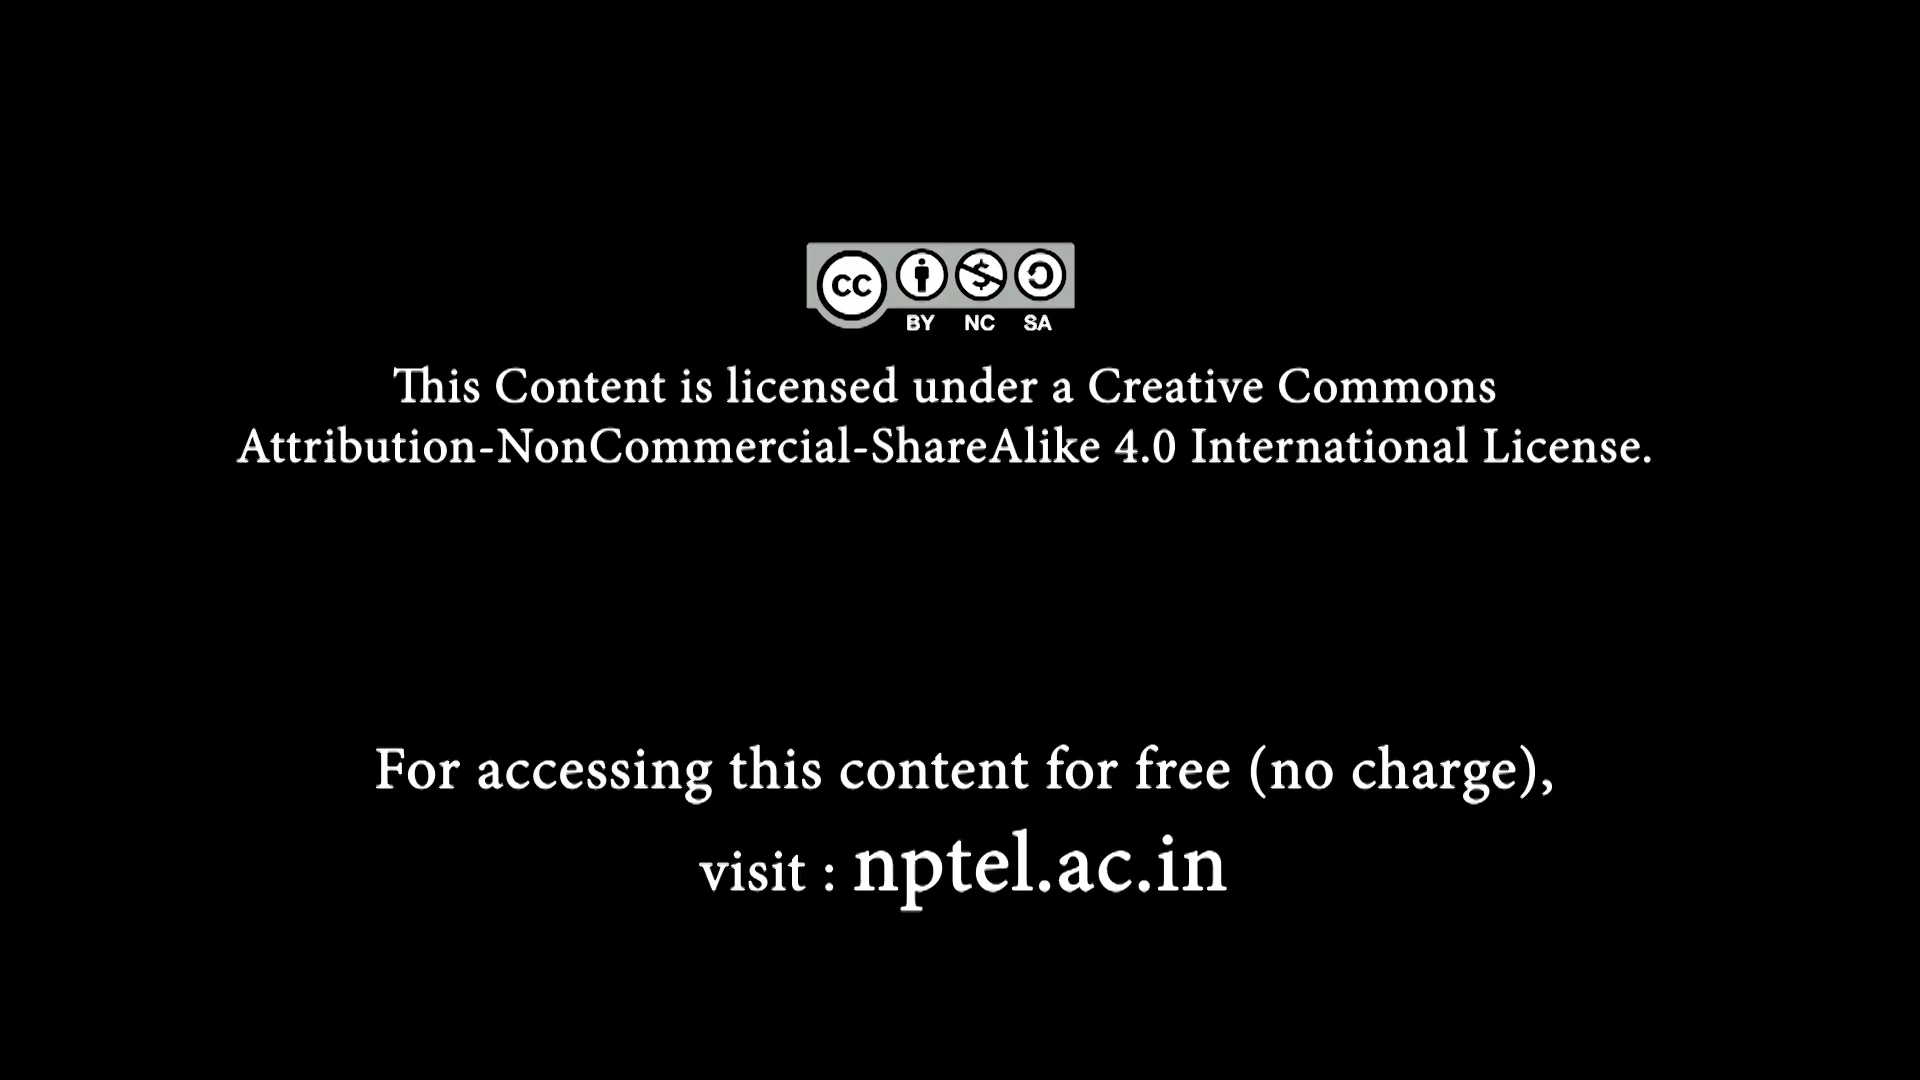 CC BY NC SA
This Content is licensed under a Creative Commons
Attribution-NonCommercial-ShareAlike 4.0 International License.
For accessing this content for free (no charge),
visit : nptel.ac.in